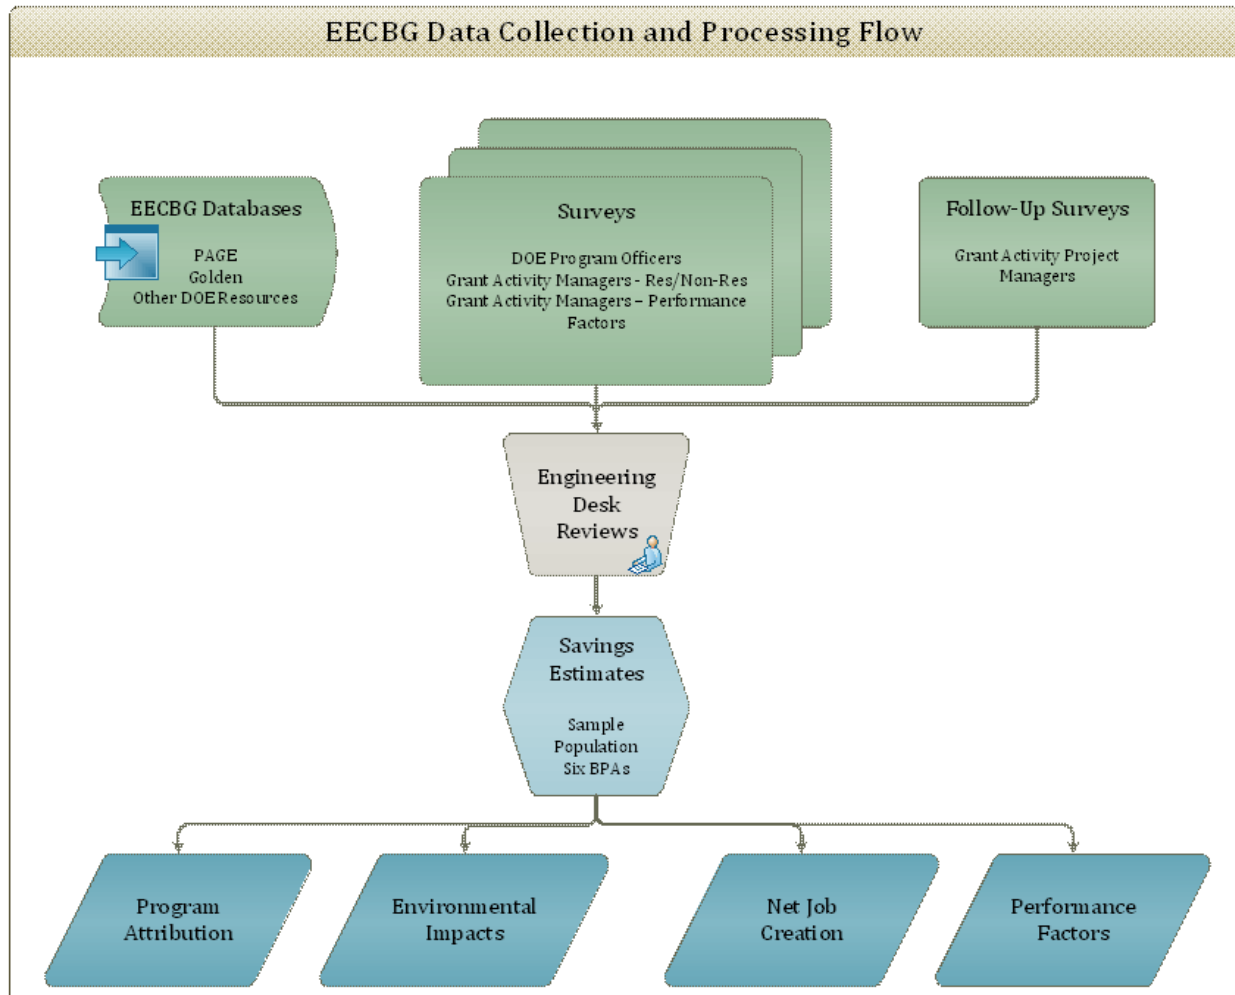 EECBG Data Collection and Processing Flow
EECBG Databases
PAGE
Golden
Other DOE Resources
Surveys
DOE Program Officers
Grant Activity Managers - Res/Non-Res
Grant Activity Managers – Performance
Factors
Follow-Up Surveys
Grant Activity Project
Managers
Engineering
Desk
Reviews
Savings
Estimates
Sample
Population
Six BPAs
Program
Attribution
Environmental
Impacts
Net Job
Creation
Performance
Factors